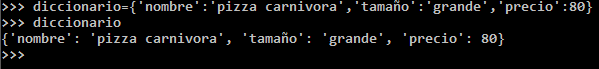 >>> diccionario={'nombre':'pizza carnivora','tamaño':'grande','precio':80}
>>> diccionario
{'nombre': 'pizza carnivora', 'tamaño': 'grande', 'precio': 80}
>>>